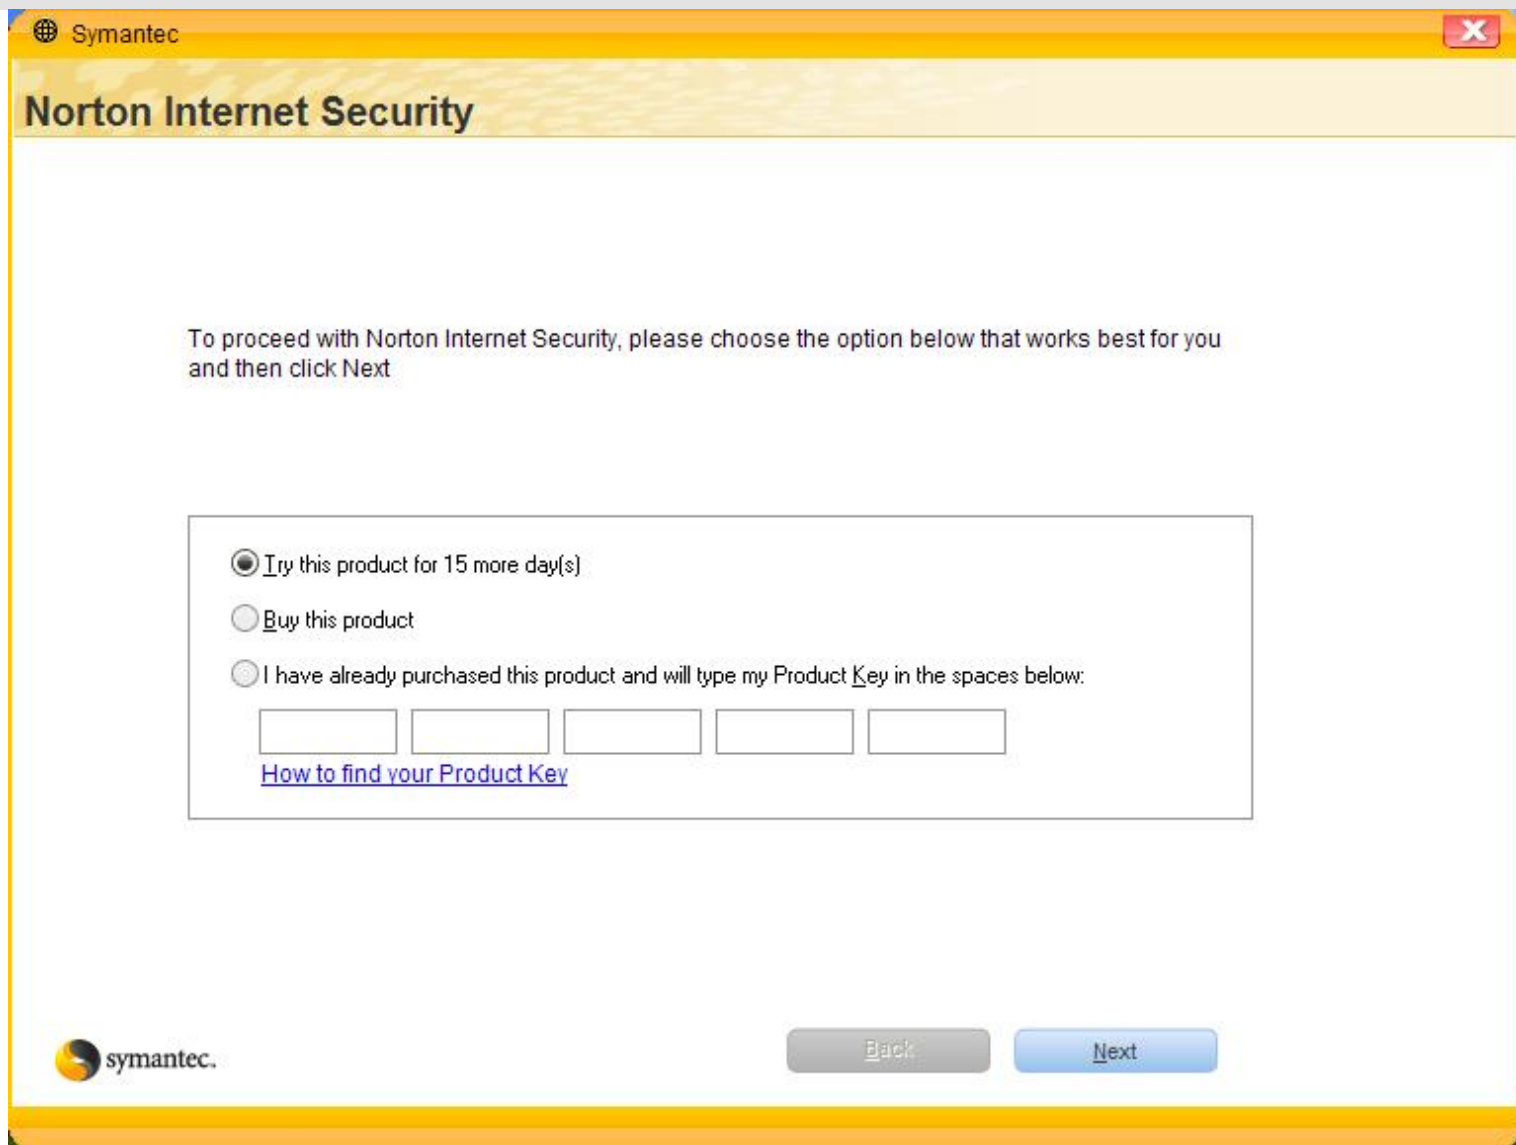 Symantec
Norton Internet Security
To proceed with Norton Internet Security, please choose the option below that works best for you
and then click Next
Try this product for 15 more day(s)
Buy this product
I have already purchased this product and will type my Product Key in the spaces below:
How to find your Product Key
symantec.
Back
Next